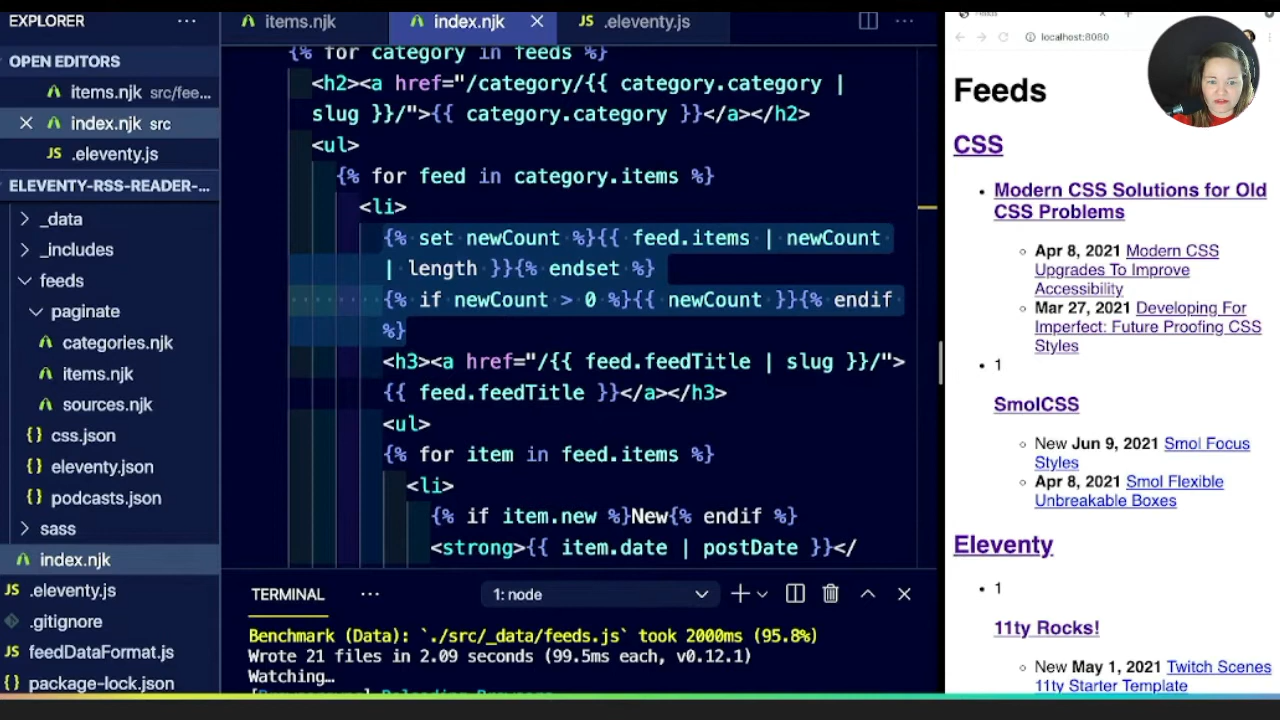 EXPLORER
OPEN EDITORS
items.njk src/fee...
index.njk src
.eleventy.js
ELEVENTY-RSS-READER-...
_data
_includes
feeds
paginate
categories.njk
items.njk
sources.njk
css.json
eleventy.json
podcasts.json
sass
index.njk
.eleventy.js
.gitignore
feedDataFormat.js
package-lock.json
items.njk
index.njk
.eleventy.js
{% for category in feeds %}
<h2><a href="/category/{{ category.category |
slug }}/">{{ category.category }}</a></h2>
<ul>
{% for feed in category.items %}
<li>
{% set newCount %}{{ feed.items | newCount
| length }}{% endset %}
{% if newCount > 0 %}{{ newCount }}{% endif
%}
<h3><a href="/{{ feed.feedTitle | slug }}/">
{{ feed.feedTitle }}</a></h3>
<ul>
{% for item in feed.items %}
<li>
{% if item.new %}New{% endif %}
<strong>{{ item.date | postDate }}</
TERMINAL
1: node
Benchmark (Data): `./src/_data/feeds.js` took 2000ms (95.8%)
Wrote 21 files in 2.09 seconds (99.5ms each, v0.12.1)
Watching…
localhost:8080
Feeds
CSS
Modern CSS Solutions for Old
CSS Problems
Apr 8, 2021 Modern CSS
Upgrades To Improve
Accessibility
Mar 27, 2021 Developing For
Imperfect: Future Proofing CSS
Styles
1
SmolCSS
New Jun 9, 2021 Smol Focus
Styles
Apr 8, 2021 Smol Flexible
Unbreakable Boxes
Eleventy
1
11ty Rocks!
New May 1, 2021 Twitch Scenes
11ty Starter Template